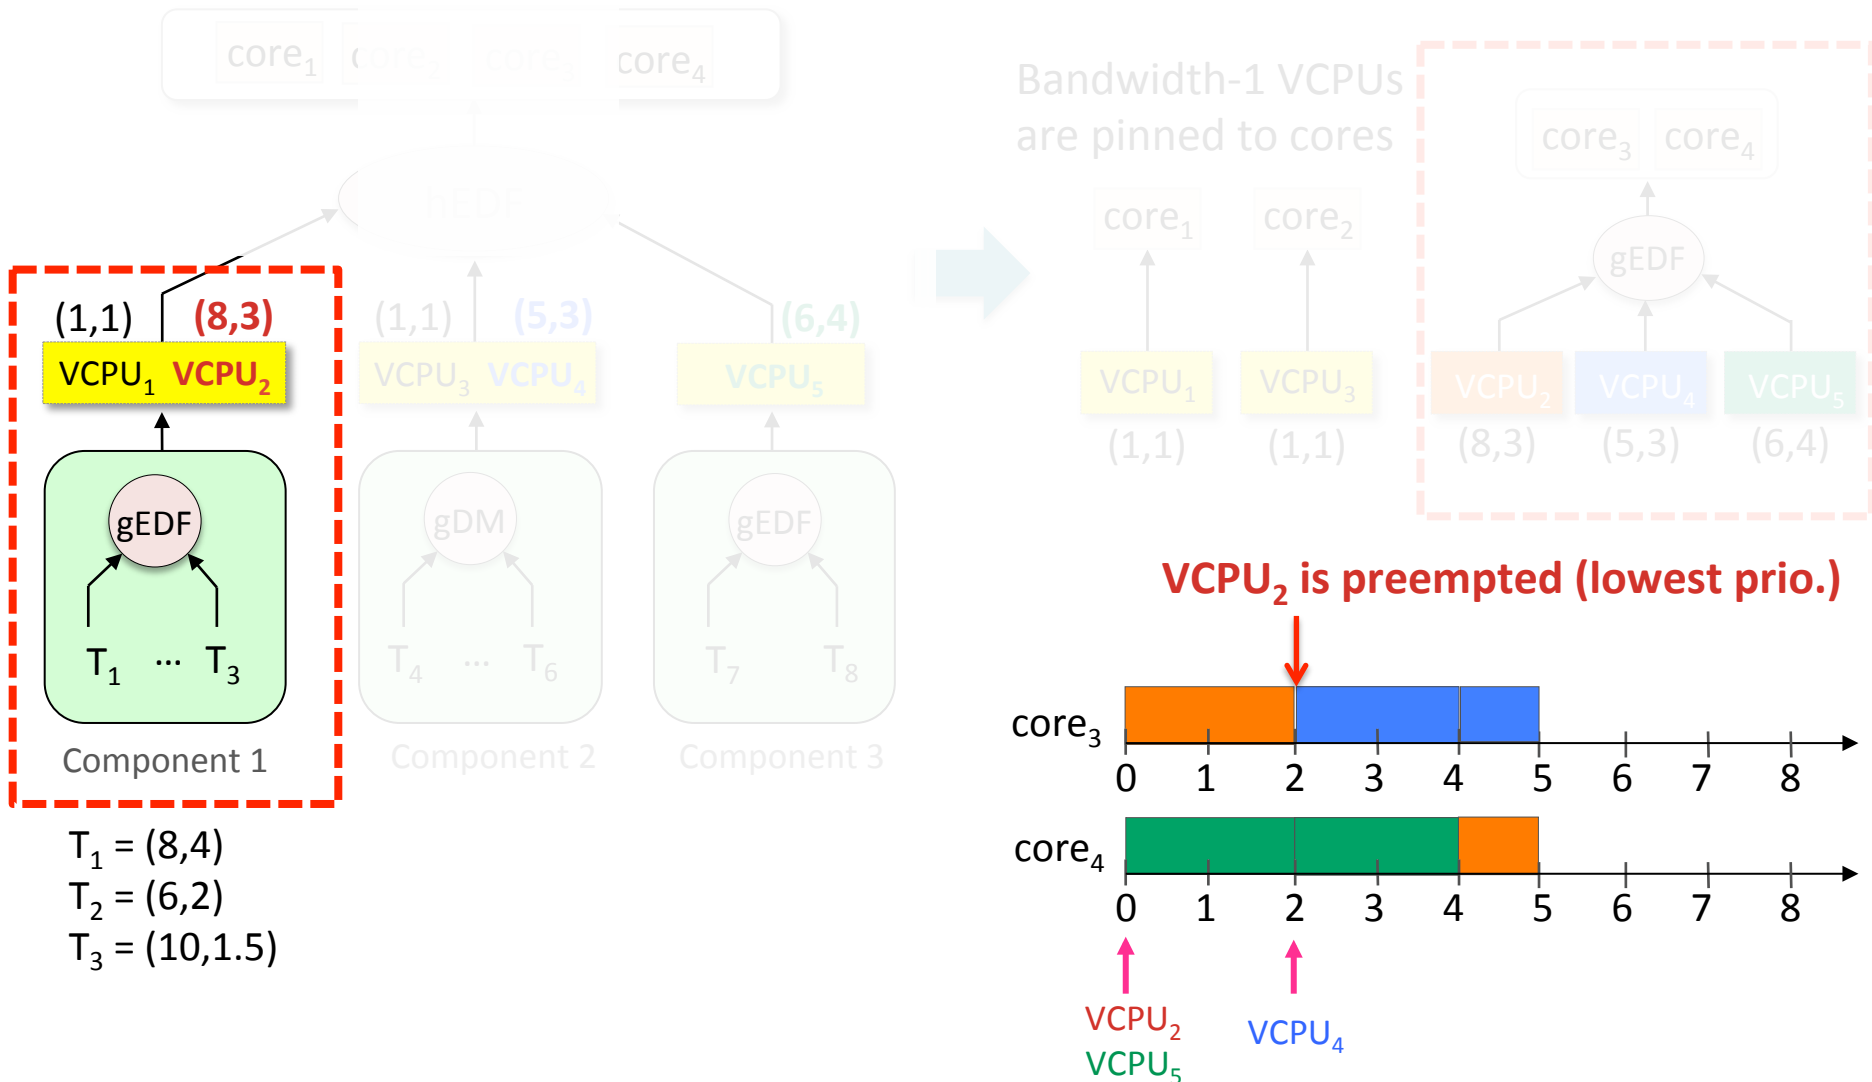 core1 core4
hEDF
(1,1) (8,3) (1,1) (5,3) (6,4)
VCPU1 VCPU2 VCPU3 VCPU4 VCPU5
gEDF gDM gEDF
T1 ... T3 T4 ... T6 T7 T8
Component 1 Component 2 Component 3
T1 = (8,4)
T2 = (6,2)
T3 = (10,1.5)
Bandwidth-1 VCPUs
are pinned to cores
core1 core2
VCPU1 VCPU3
(1,1) (1,1)
core3 core4
gEDF
VCPU2 VCPU4 VCPU5
(8,3) (5,3) (6,4)
VCPU2 is preempted (lowest prio.)
core3
0 1 2 3 4 5 6 7 8
core4
0 1 2 3 4 5 6 7 8
VCPU2 VCPU4
VCPU5